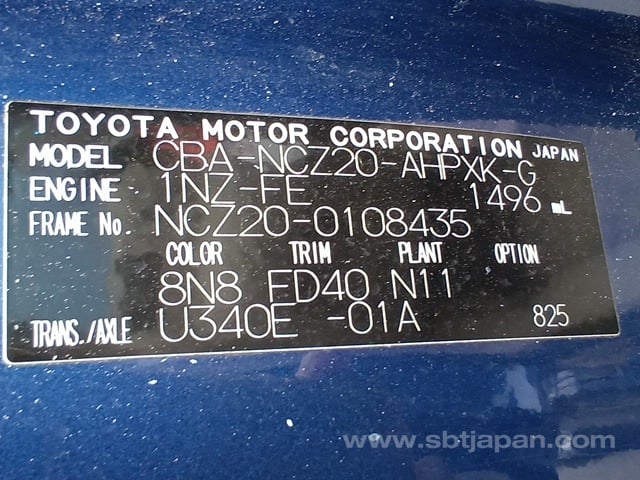 TOYOTA MOTOR CORPORATION JAPAN
MODEL CBA-NCZ20-AHPXK-G
ENGINE 1NZ-FE 1496 mL
FRAME No. NCZ20-0108435
COLOR TRIM PLANT OPTION
8N8 FD40 N11
TRANS./AXLE U340E -01A 825
www.sbtjapan.com